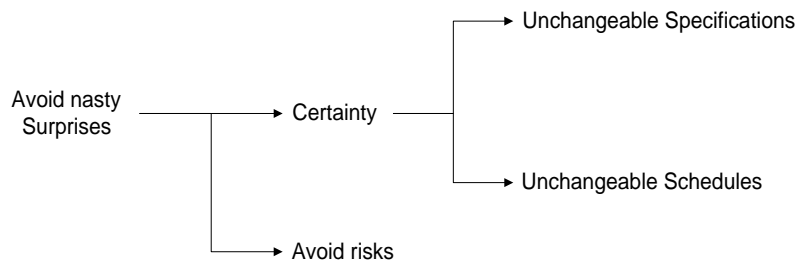 Unchangeable Specifications
Avoid nasty
Surprises
Certainty
Unchangeable Schedules
Avoid risks